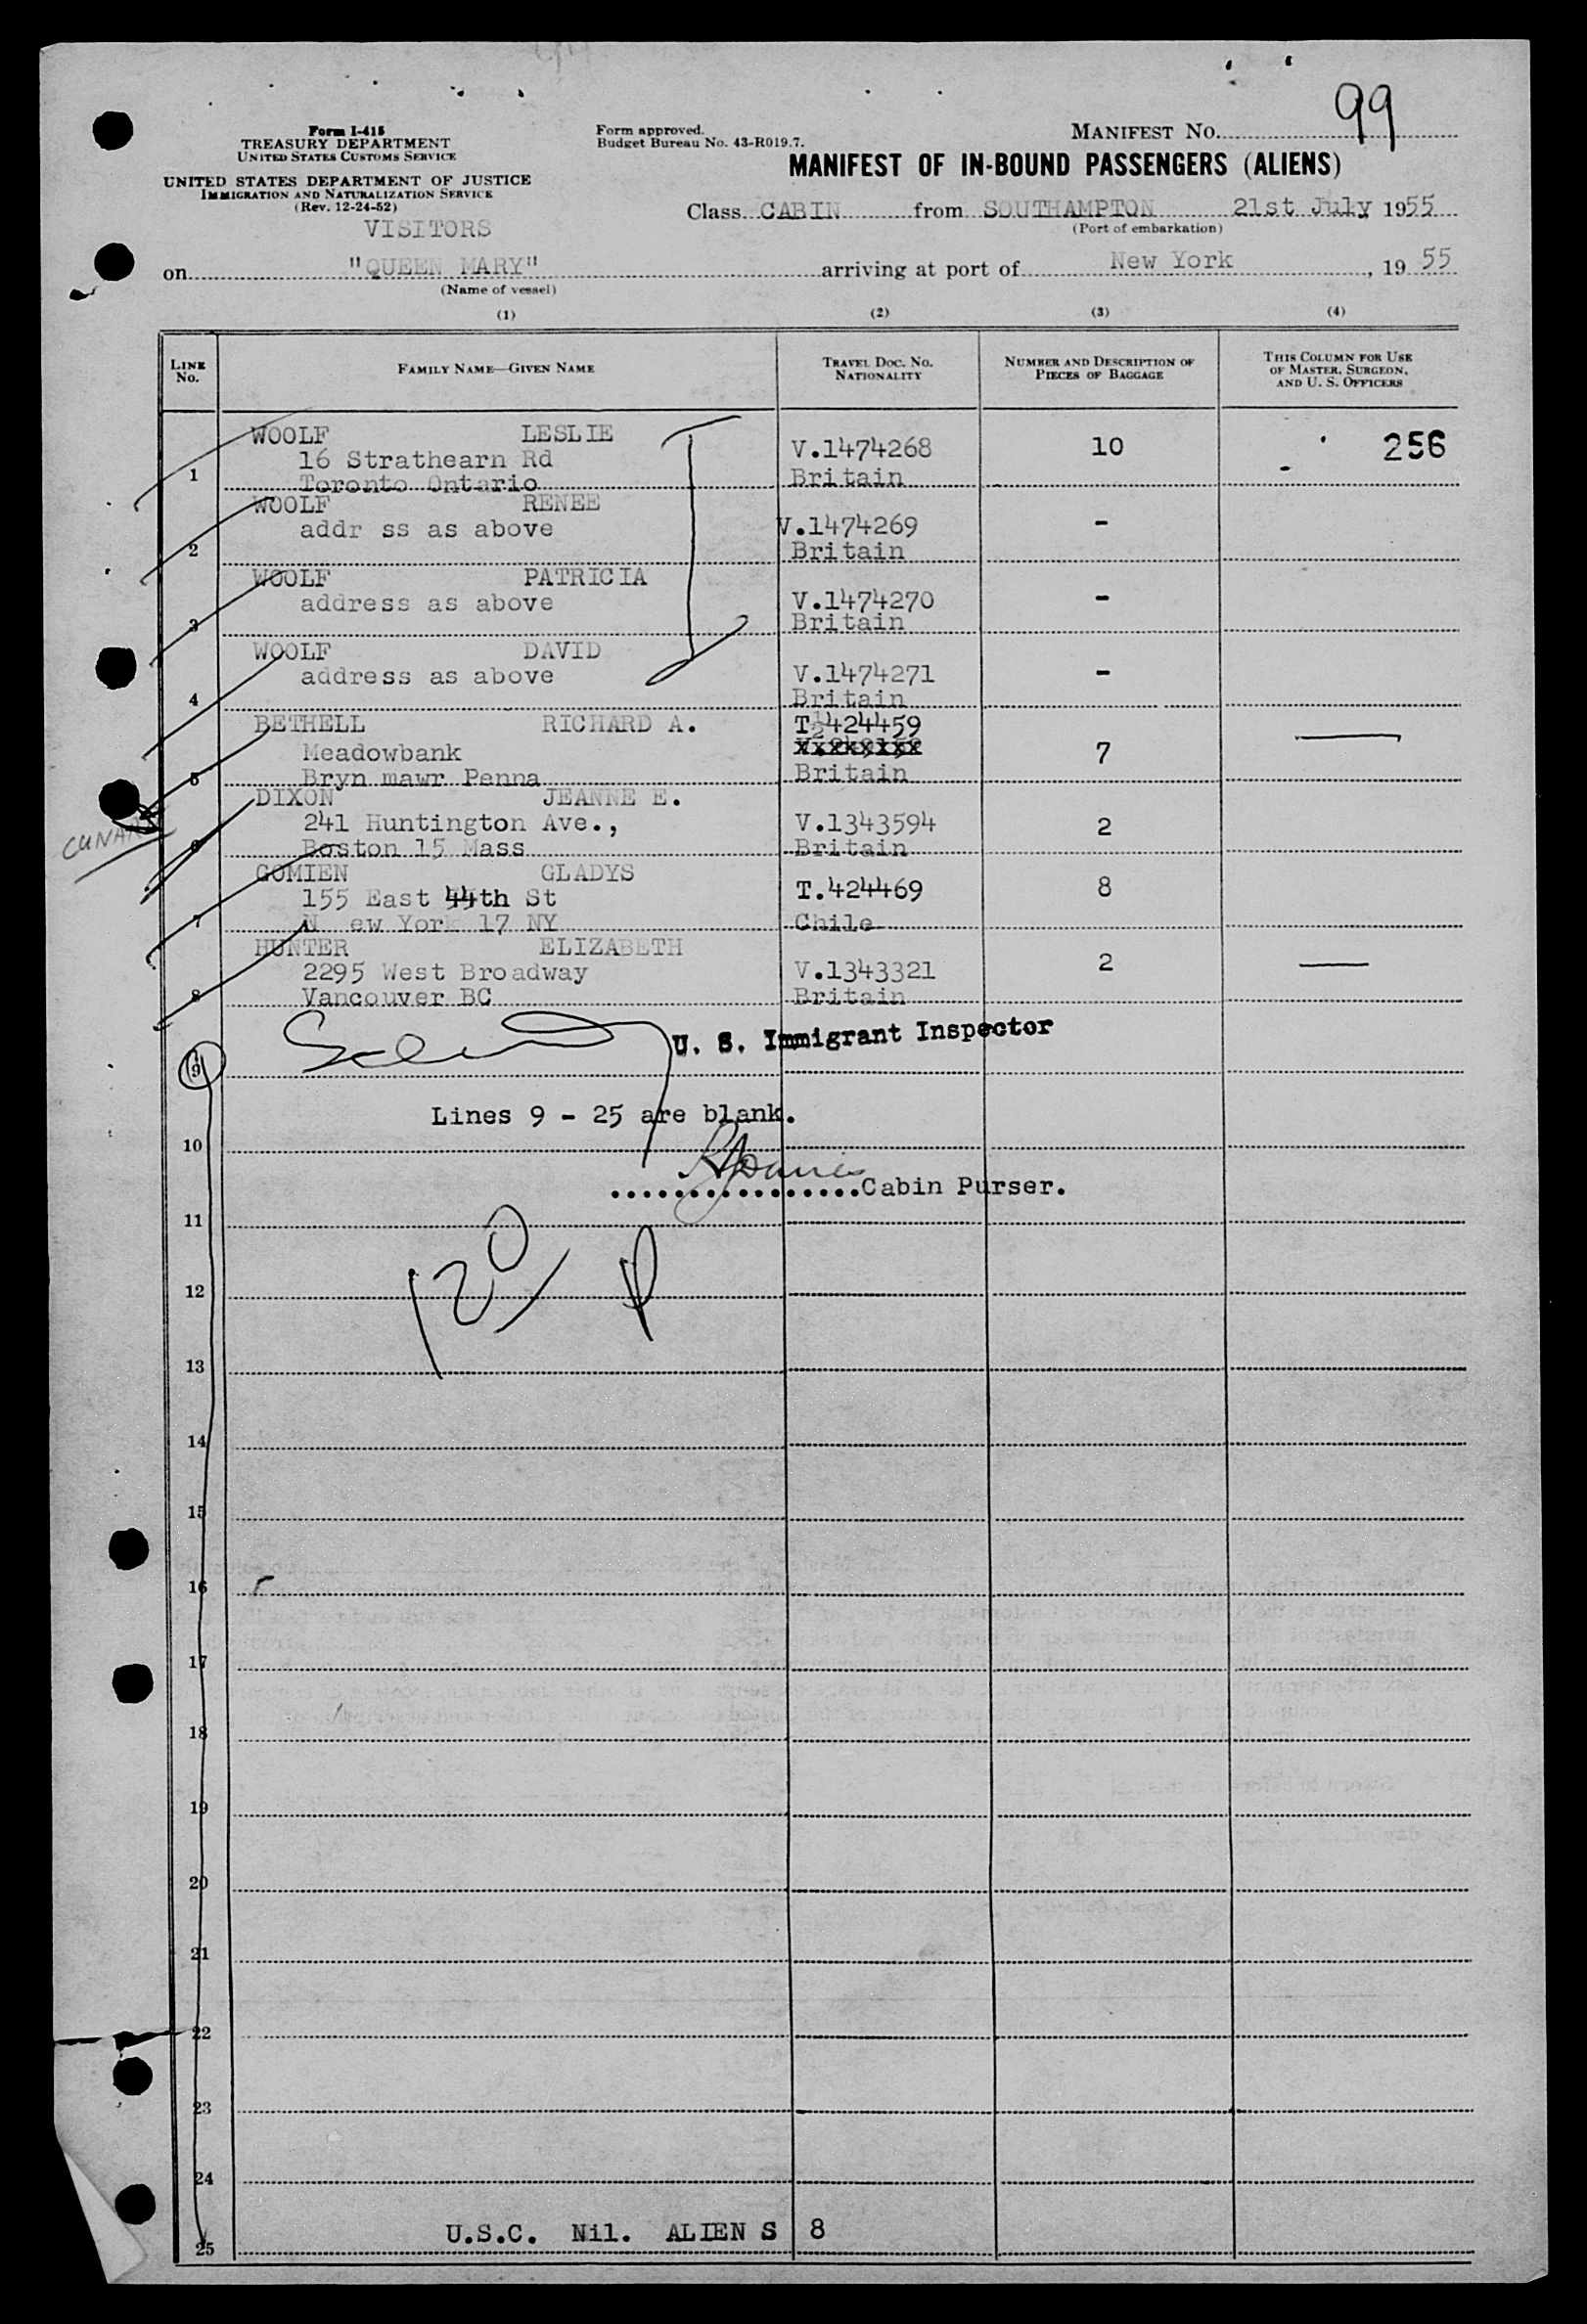 99
Form I-415
TREASURY DEPARTMENT
UNITED STATES CUSTOMS SERVICE
UNITED STATES DEPARTMENT OF JUSTICE
IMMIGRATION AND NATURALIZATION SERVICE
(Rev. 12-24-52)
VISITORS
Form approved.
Budget Bureau No. 43-R019.7.
MANIFEST No.
MANIFEST OF IN-BOUND PASSENGERS (ALIENS)
Class CABIN from SOUTHAMPTON 21st July 1955
(Port of embarkation)
on "QUEEN MARY" arriving at port of New York, 1955
(Name of vessel)
(1) (2) (3) (4)
LINE No. FAMILY NAME—GIVEN NAME TRAVEL DOC. NO. NATIONALITY NUMBER AND DESCRIPTION OF PIECES OF BAGGAGE THIS COLUMN FOR USE OF MASTER, SURGEON, AND U. S. OFFICERS
WOOLF LESLIE
16 Strathearn Rd V.1474268 10 256
1 Toronto Ontario Britain
WOOLF RENEE
addr ss as above V.1474269 -
2 Britain
WOOLF PATRICIA
address as above V.1474270 -
3 Britain
WOOLF DAVID
address as above V.1474271 -
4 Britain
BETHELL RICHARD A. T424459
Meadowbank 7
5 Bryn mawr Penna Britain
DIXON JEANNE E.
241 Huntington Ave., V.1343594 2
CUNARD
6 Boston 15 Mass Britain
GOMIEN GLADYS
155 East 44th St T.424469 8
7 N ew York 17 NY Chile
HUNTER ELIZABETH
2295 West Broadway V.1343321 2
8 Vancouver BC Britain
U. S. Immigrant Inspector
9
Lines 9 - 25 are blank.
10
................Cabin Purser.
11
120
12
13
14
15
16
17
18
19
20
21
22
23
24
U.S.C. Nil. ALIEN S 8
25